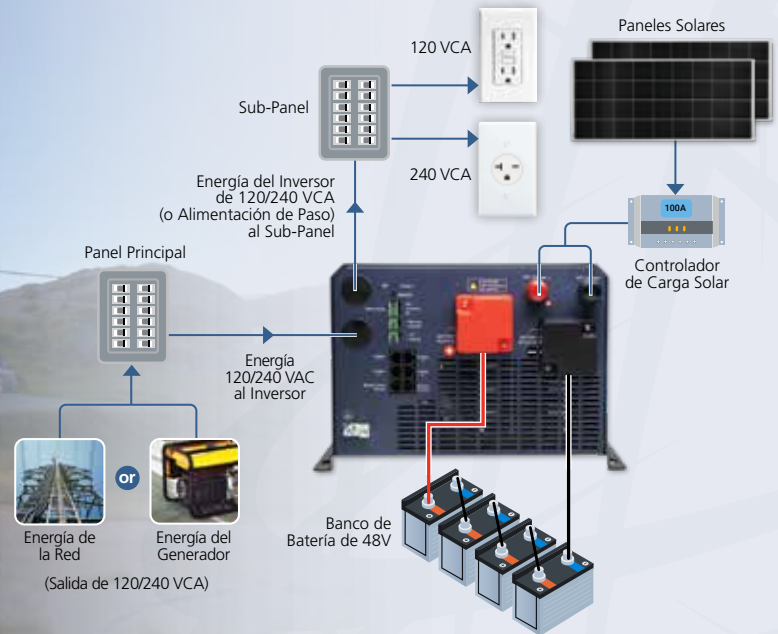 120 VCA
Paneles Solares
Sub-Panel
240 VCA
Energía del Inversor
de 120/240 VCA
(o Alimentación de Paso)
al Sub-Panel
100A
Panel Principal
Controlador
de Carga Solar
Energía
120/240 VAC
al Inversor
or
Energía de
la Red
Energía del
Generador
(Salida de 120/240 VCA)
Banco de
Batería de 48V